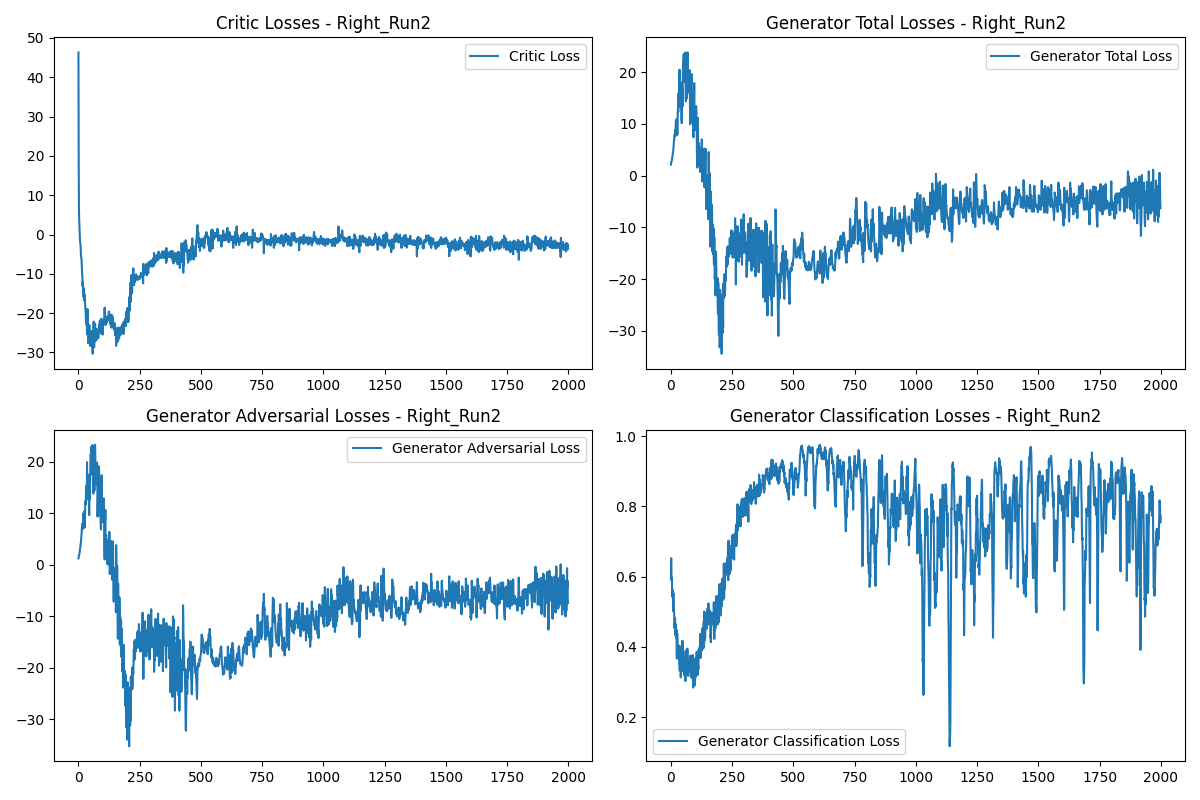 Critic Losses - Right_Run2
Critic Loss
50
40
30
20
10
0
−10
−20
−30
0 250 500 750 1000 1250 1500 1750 2000
Generator Total Losses - Right_Run2
Generator Total Loss
20
10
0
−10
−20
−30
0 250 500 750 1000 1250 1500 1750 2000
Generator Adversarial Losses - Right_Run2
Generator Adversarial Loss
20
10
0
−10
−20
−30
0 250 500 750 1000 1250 1500 1750 2000
Generator Classification Losses - Right_Run2
1.0
0.8
0.6
0.4
0.2
Generator Classification Loss
0 250 500 750 1000 1250 1500 1750 2000